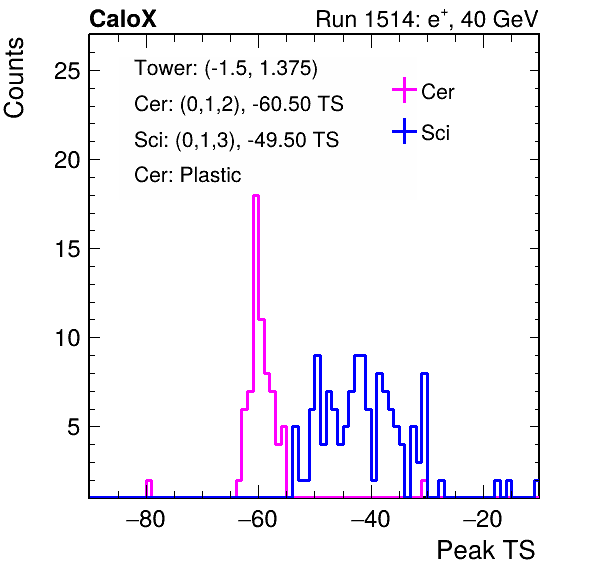 CaloX Run 1514: e⁺, 40 GeV
Counts
Tower: (-1.5, 1.375)
Cer: (0,1,2), -60.50 TS
Sci: (0,1,3), -49.50 TS
Cer: Plastic
Cer
Sci
25
20
15
10
5
−80 −60 −40 −20
Peak TS